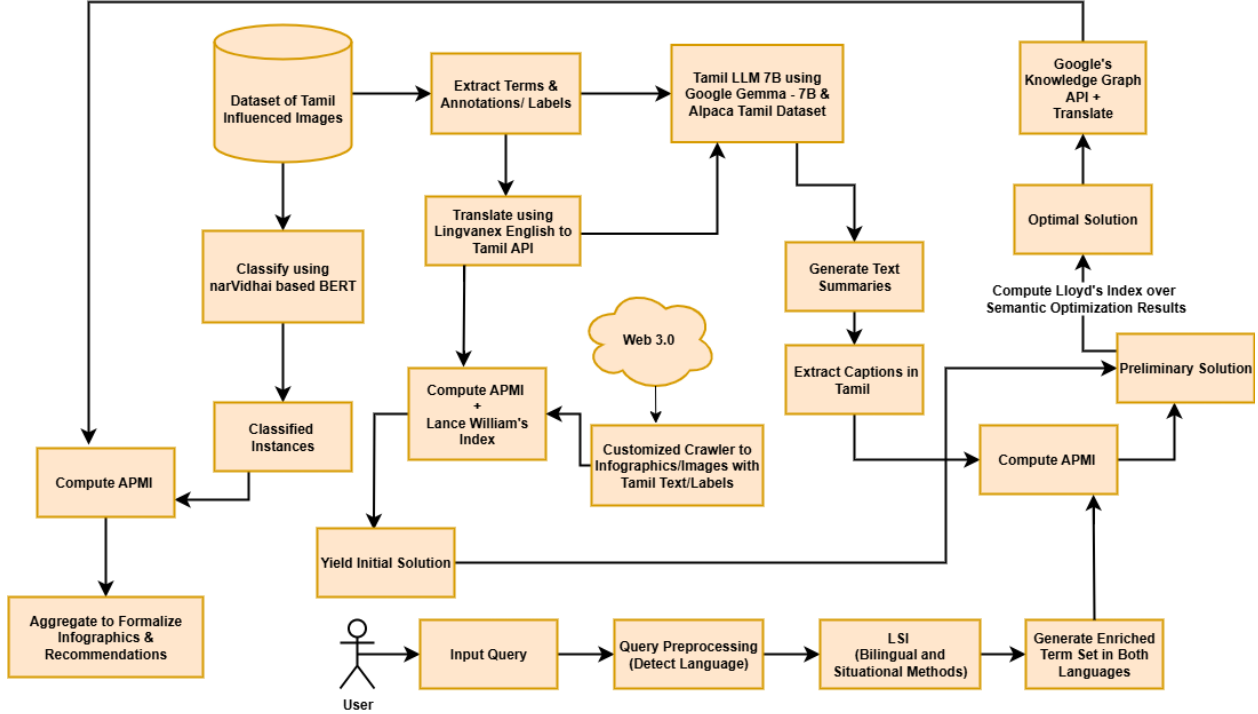 Dataset of Tamil
Influenced Images
Extract Terms &
Annotations/ Labels
Tamil LLM 7B using
Google Gemma - 7B &
Alpaca Tamil Dataset
Google's
Knowledge Graph
API +
Translate
Translate using
Lingvanex English to
Tamil API
Optimal Solution
Classify using
narVidhai based BERT
Generate Text
Summaries
Compute Lloyd's Index over
Semantic Optimization Results
Web 3.0
Extract Captions in
Tamil
Preliminary Solution
Compute APMI
+
Lance William's
Index
Classified
Instances
Customized Crawler to
Infographics/Images with
Tamil Text/Labels
Compute APMI
Compute APMI
Yield Initial Solution
Aggregate to Formalize
Infographics &
Recommendations
User
Input Query
Query Preprocessing
(Detect Language)
LSI
(Bilingual and
Situational Methods)
Generate Enriched
Term Set in Both
Languages